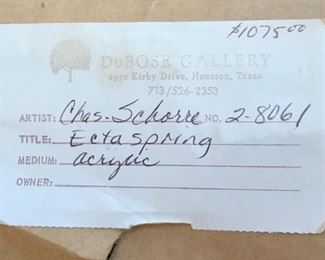 $1075.00
DuBOSE GALLERY
2950 Kirby Drive, Houston, Texas
713/526-2353
ARTIST: Chas. Schorre NO. 2-8061
TITLE: Ectaspring
MEDIUM: acrylic
OWNER: